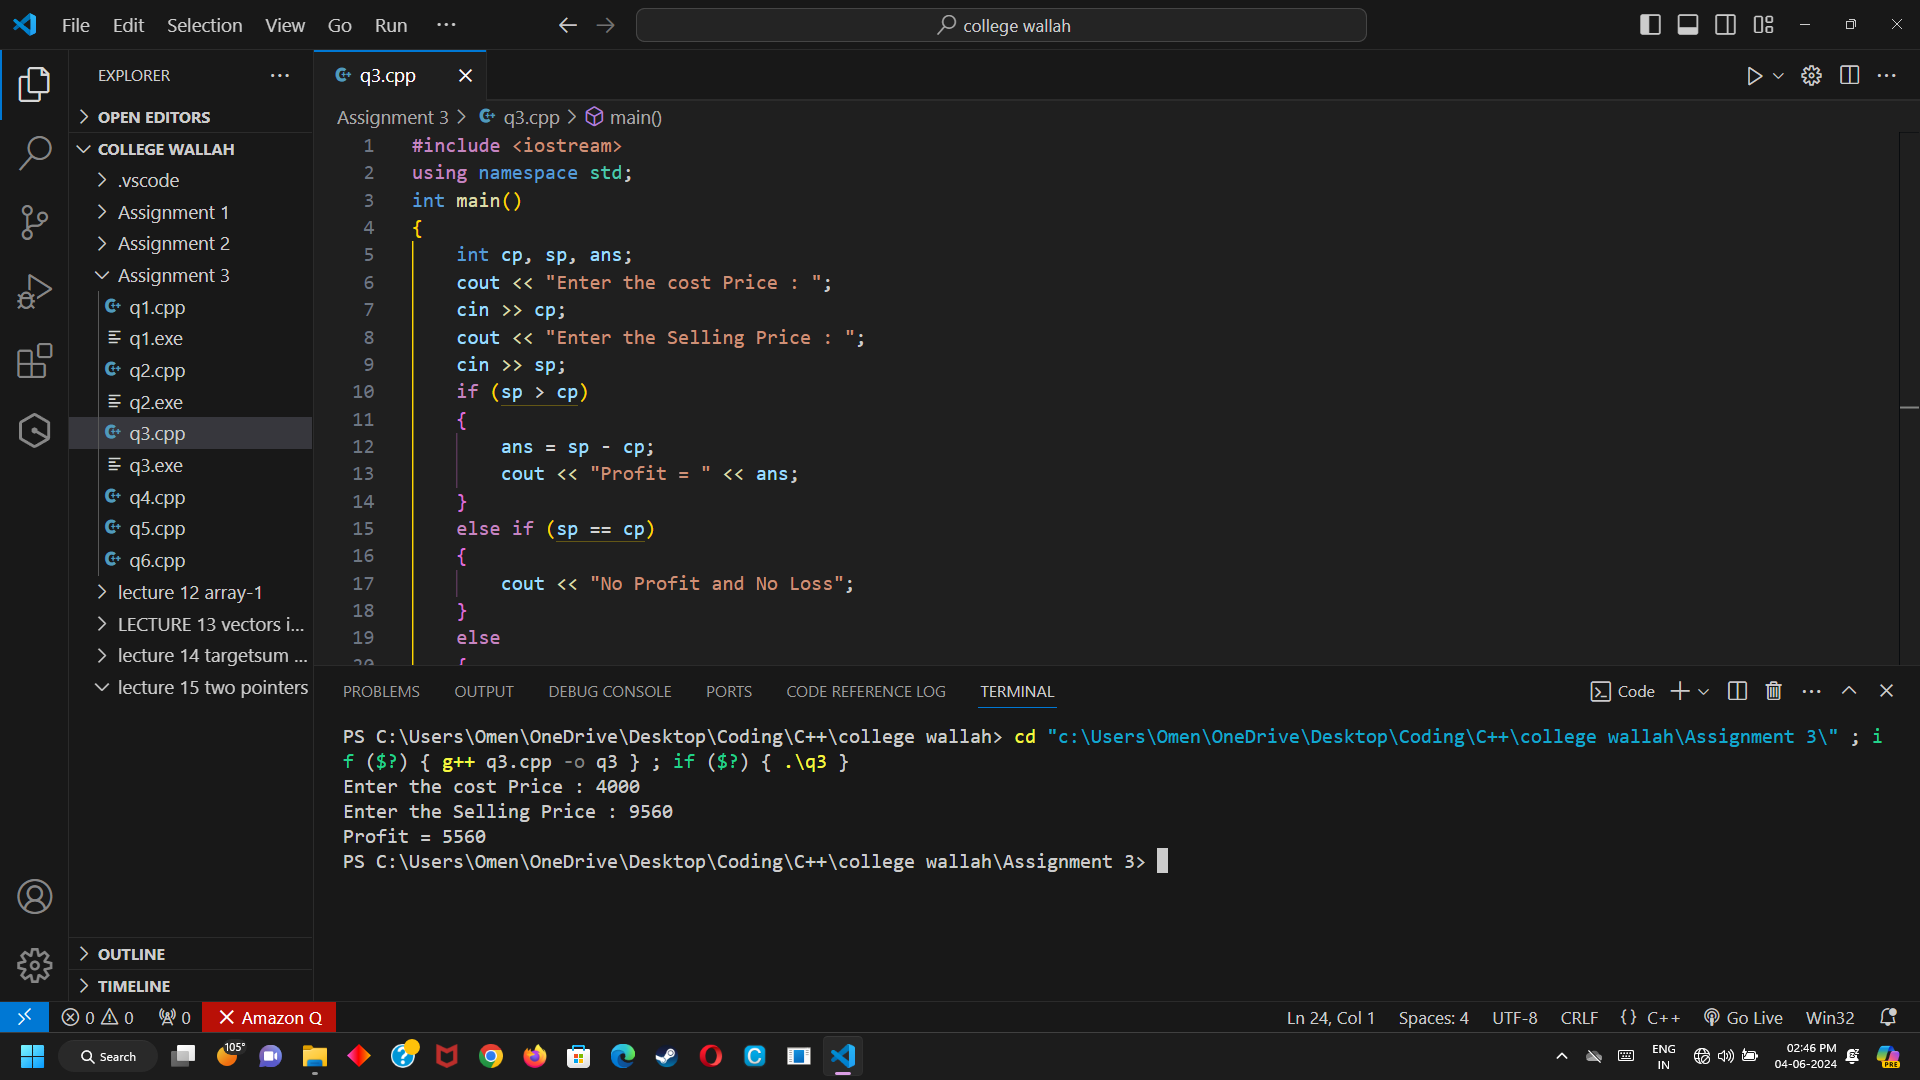 File Edit Selection View Go Run ...
college wallah
EXPLORER
OPEN EDITORS
COLLEGE WALLAH
.vscode
Assignment 1
Assignment 2
Assignment 3
q1.cpp
q1.exe
q2.cpp
q2.exe
q3.cpp
q3.exe
q4.cpp
q5.cpp
q6.cpp
lecture 12 array-1
LECTURE 13 vectors i...
lecture 14 targetsum ...
lecture 15 two pointers
OUTLINE
TIMELINE
q3.cpp
Assignment 3 > q3.cpp > main()
1 #include <iostream>
2 using namespace std;
3 int main()
4 {
5 int cp, sp, ans;
6 cout << "Enter the cost Price : ";
7 cin >> cp;
8 cout << "Enter the Selling Price : ";
9 cin >> sp;
10 if (sp > cp)
11 {
12 ans = sp - cp;
13 cout << "Profit = " << ans;
14 }
15 else if (sp == cp)
16 {
17 cout << "No Profit and No Loss";
18 }
19 else
20 {
PROBLEMS OUTPUT DEBUG CONSOLE PORTS CODE REFERENCE LOG TERMINAL
Code
PS C:\Users\Omen\OneDrive\Desktop\Coding\C++\college wallah> cd "c:\Users\Omen\OneDrive\Desktop\Coding\C++\college wallah\Assignment 3\" ; i
f ($?) { g++ q3.cpp -o q3 } ; if ($?) { .\q3 }
Enter the cost Price : 4000
Enter the Selling Price : 9560
Profit = 5560
PS C:\Users\Omen\OneDrive\Desktop\Coding\C++\college wallah\Assignment 3>
0 0 0 Amazon Q
Ln 24, Col 1 Spaces: 4 UTF-8 CRLF {} C++ Go Live Win32
Search
105°
ENG
IN
02:46 PM
04-06-2024
PRE